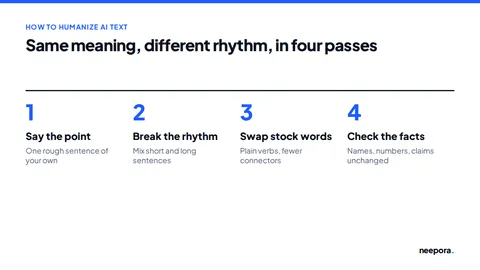 HOW TO HUMANIZE AI TEXT
Same meaning, different rhythm, in four passes
1
Say the point
One rough sentence of
your own
2
Break the rhythm
Mix short and long
sentences
3
Swap stock words
Plain verbs, fewer
connectors
4
Check the facts
Names, numbers, claims
unchanged
neepora.